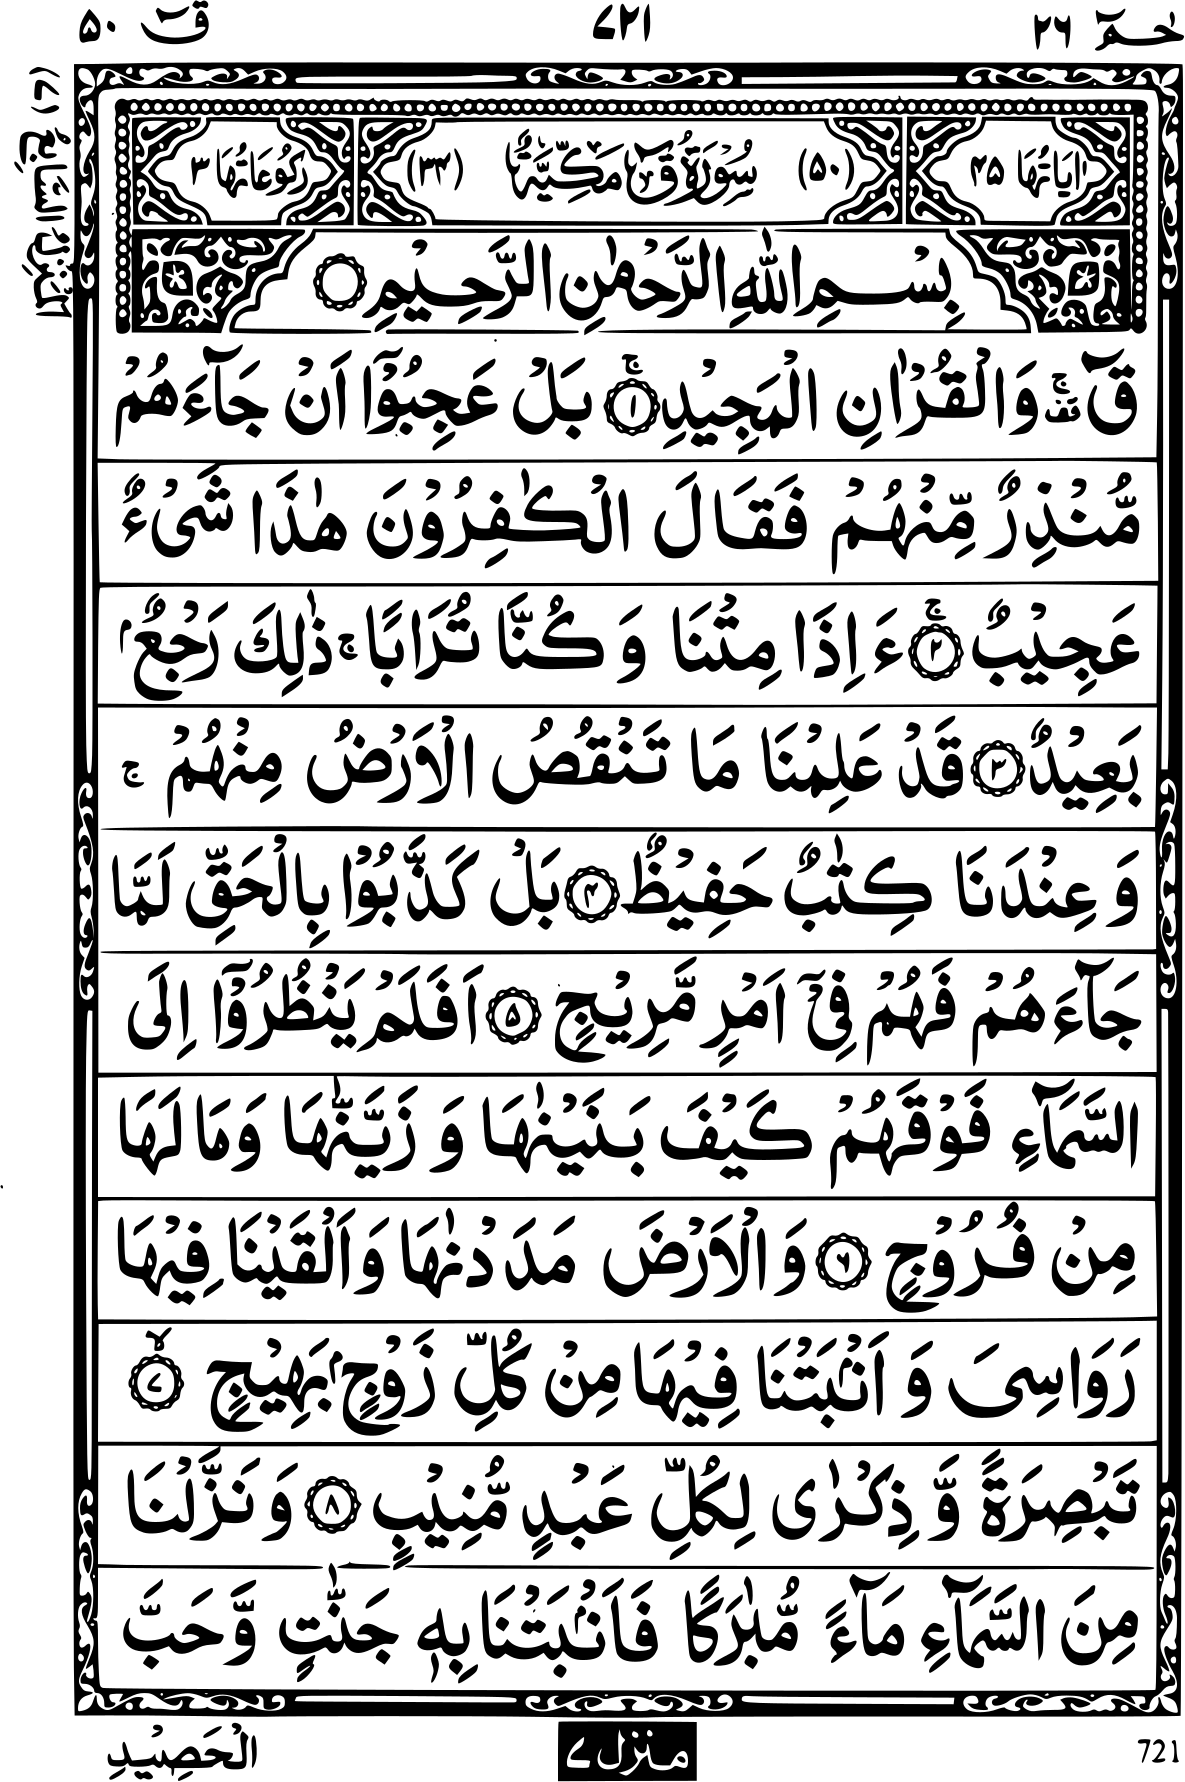 حٰمٓ ٢٦
٧٢١
قٓ ٥٠
اٰيَاتُهَا ٤٥
(٥٠) سُوْرَةُ قٓ مَكِّيَّةٌ (٣٤)
رُكُوْعَاتُهَا ٣
بِسْمِ اللّٰهِ الرَّحْمٰنِ الرَّحِيْمِ
قٓ ۚ قف وَالْقُرْاٰنِ الْمَجِيْدِ ۚ ﴿١﴾ بَلْ عَجِبُوْٓا اَنْ جَآءَهُمْ
مُّنْذِرٌ مِّنْهُمْ فَقَالَ الْكٰفِرُوْنَ هٰذَا شَىْءٌ
عَجِيْبٌ ۚ ﴿٢﴾ ءَ اِذَا مِتْنَا وَ كُنَّا تُرَابًا ۚ ذٰلِكَ رَجْعٌۢ
بَعِيْدٌ ﴿٣﴾ قَدْ عَلِمْنَا مَا تَنْقُصُ الْاَرْضُ مِنْهُمْ ۚ
وَ عِنْدَنَا كِتٰبٌ حَفِيْظٌ ﴿٤﴾ بَلْ كَذَّبُوْا بِالْحَقِّ لَمَّا
جَآءَهُمْ فَهُمْ فِىْٓ اَمْرٍ مَّرِيْجٍ ﴿٥﴾ اَفَلَمْ يَنْظُرُوْٓا اِلَى
السَّمَآءِ فَوْقَهُمْ كَيْفَ بَنَيْنٰهَا وَ زَيَّنّٰهَا وَمَا لَهَا
مِنْ فُرُوْجٍ ﴿٦﴾ وَالْاَرْضَ مَدَدْنٰهَا وَاَلْقَيْنَا فِيْهَا
رَوَاسِىَ وَ اَنْۢبَتْنَا فِيْهَا مِنْ كُلِّ زَوْجٍۭ بَهِيْجٍ ۙ ﴿٧﴾
تَبْصِرَةً وَّ ذِكْرٰى لِكُلِّ عَبْدٍ مُّنِيْبٍ ﴿٨﴾ وَ نَزَّلْنَا
مِنَ السَّمَآءِ مَآءً مُّبٰرَكًا فَاَنْۢبَتْنَا بِهٖ جَنّٰتٍ وَّحَبَّ
الْحَصِيْدِ
منزل ٧
721
اَلْمَنْزِلُ السَّابِعُ (٧)